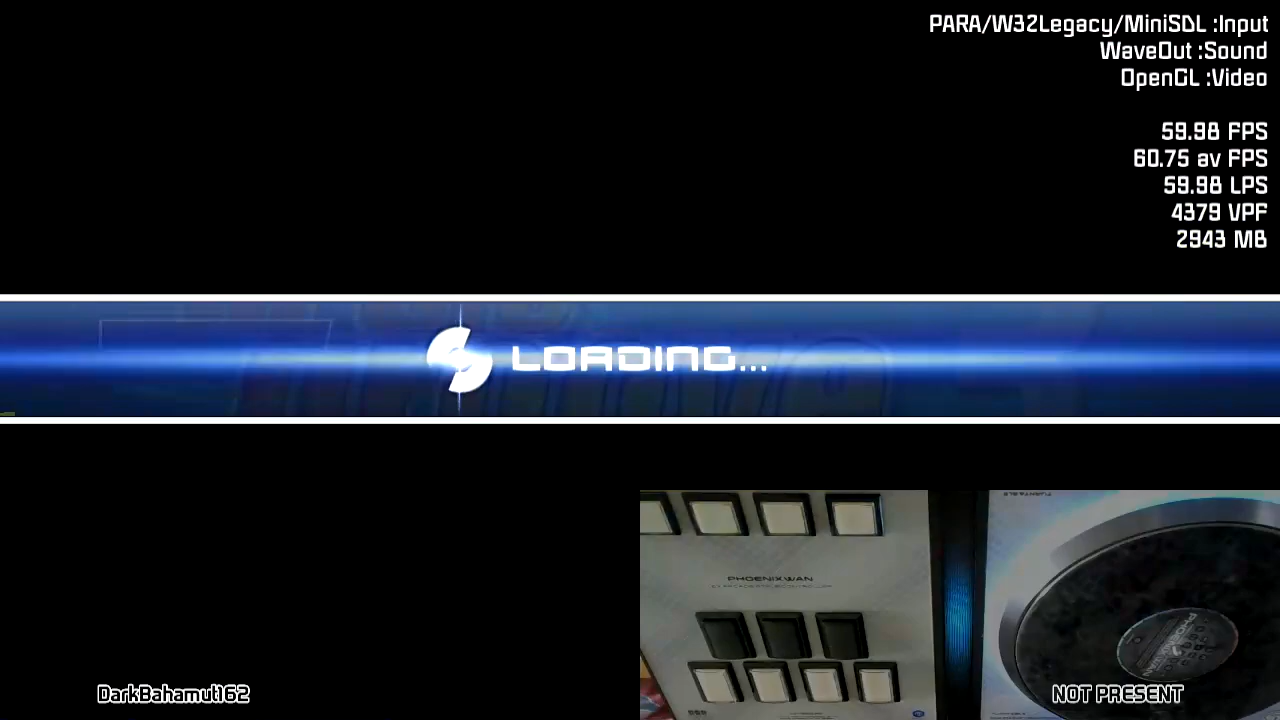 PARA/W32Legacy/MiniSDL :Input
WaveOut :Sound
OpenGL :Video
59.98 FPS
60.75 av FPS
59.98 LPS
4379 VPF
2943 MB
LOADING...
TURNTABLE
PHOENIXWAN
DarkBahamut162
NOT PRESENT